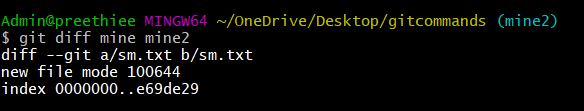 Admin@preethiee MINGW64 ~/OneDrive/Desktop/gitcommands (mine2)
$ git diff mine mine2
diff --git a/sm.txt b/sm.txt
new file mode 100644
index 0000000..e69de29